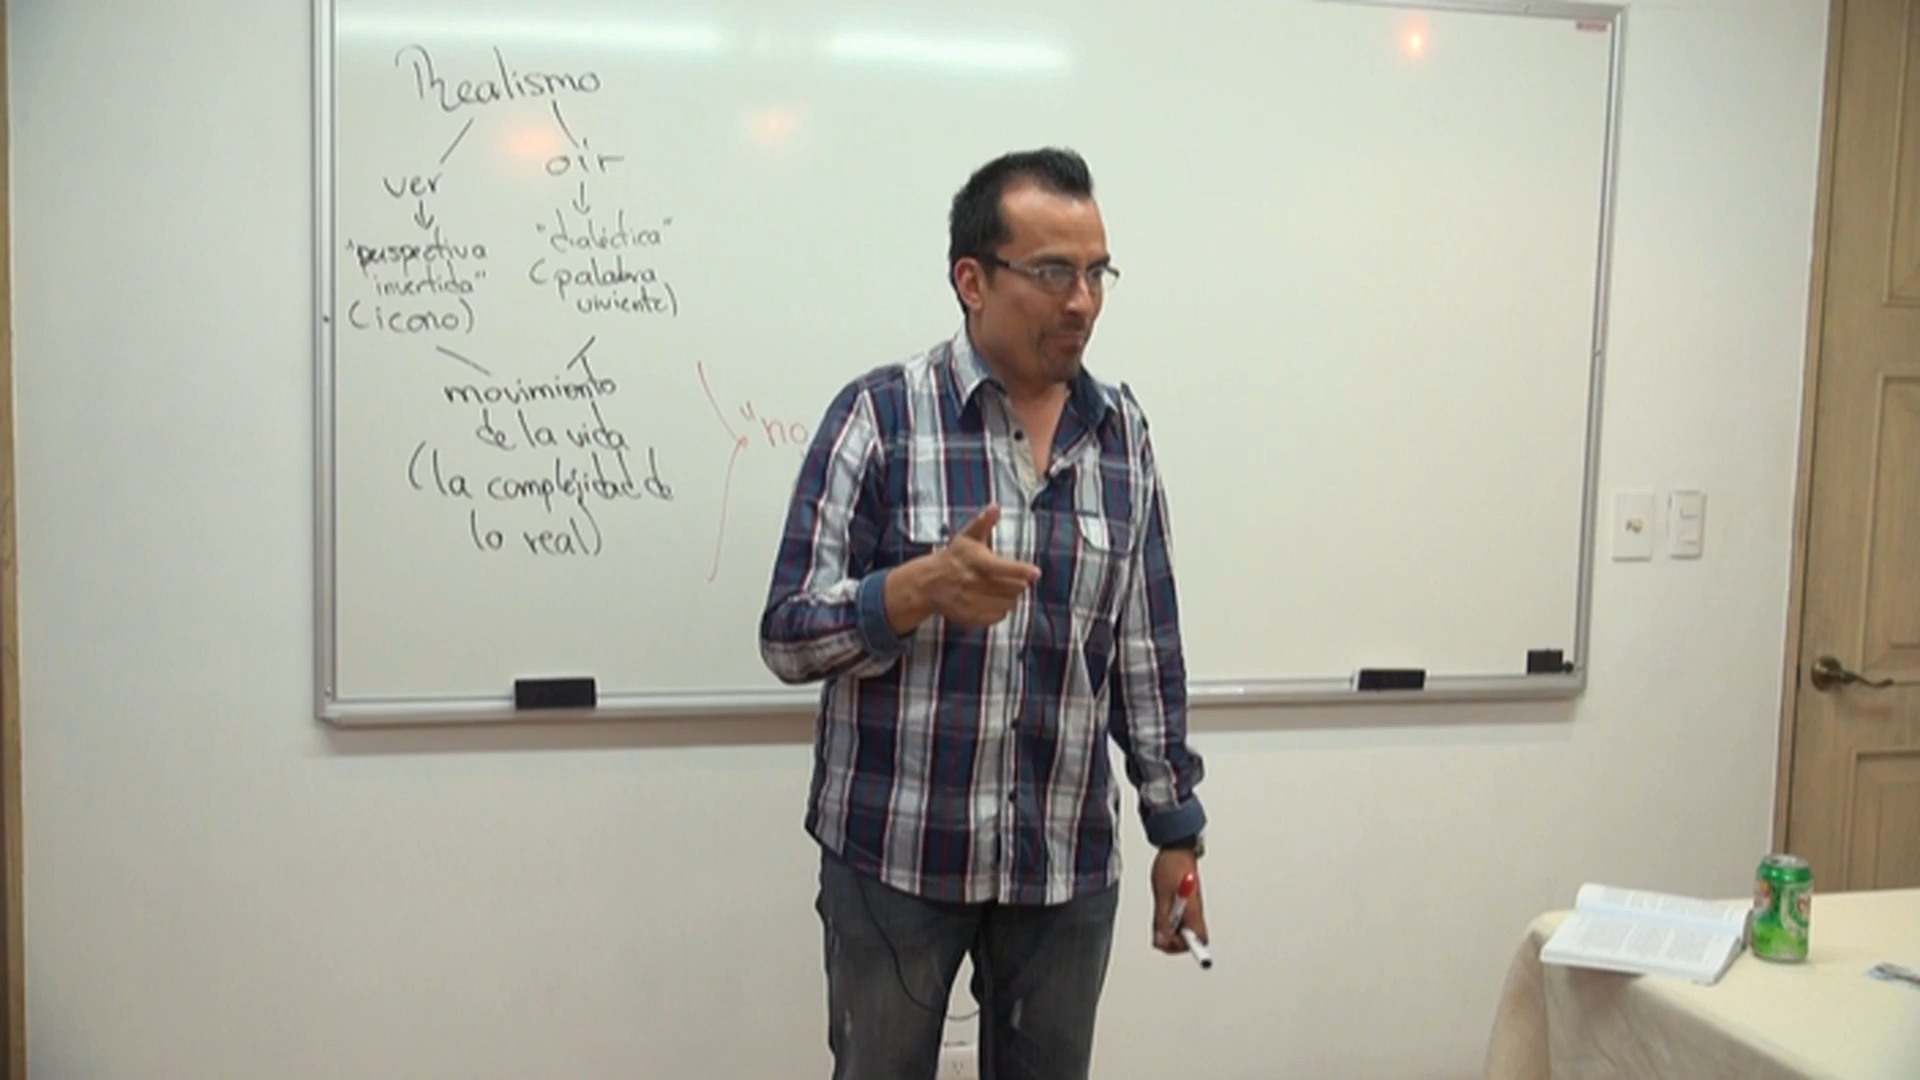 Realismo
ver
oir
"perspectiva
invertida"
(icono)
"dialéctica"
(palabra
viviente)
movimiento
de la vida
(la complejidad de
lo real)
"no